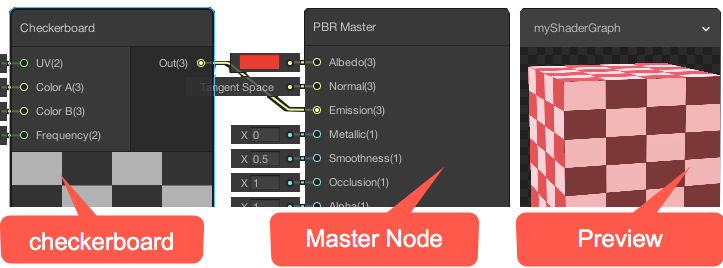 Checkerboard
UV(2)
Color A(3)
Color B(3)
Frequency(2)
Out(3)
Tangent Space
X 0
X 0.5
X 1
X 1
PBR Master
Albedo(3)
Normal(3)
Emission(3)
Metallic(1)
Smoothness(1)
Occlusion(1)
Alpha(1)
myShaderGraph
checkerboard
Master Node
Preview